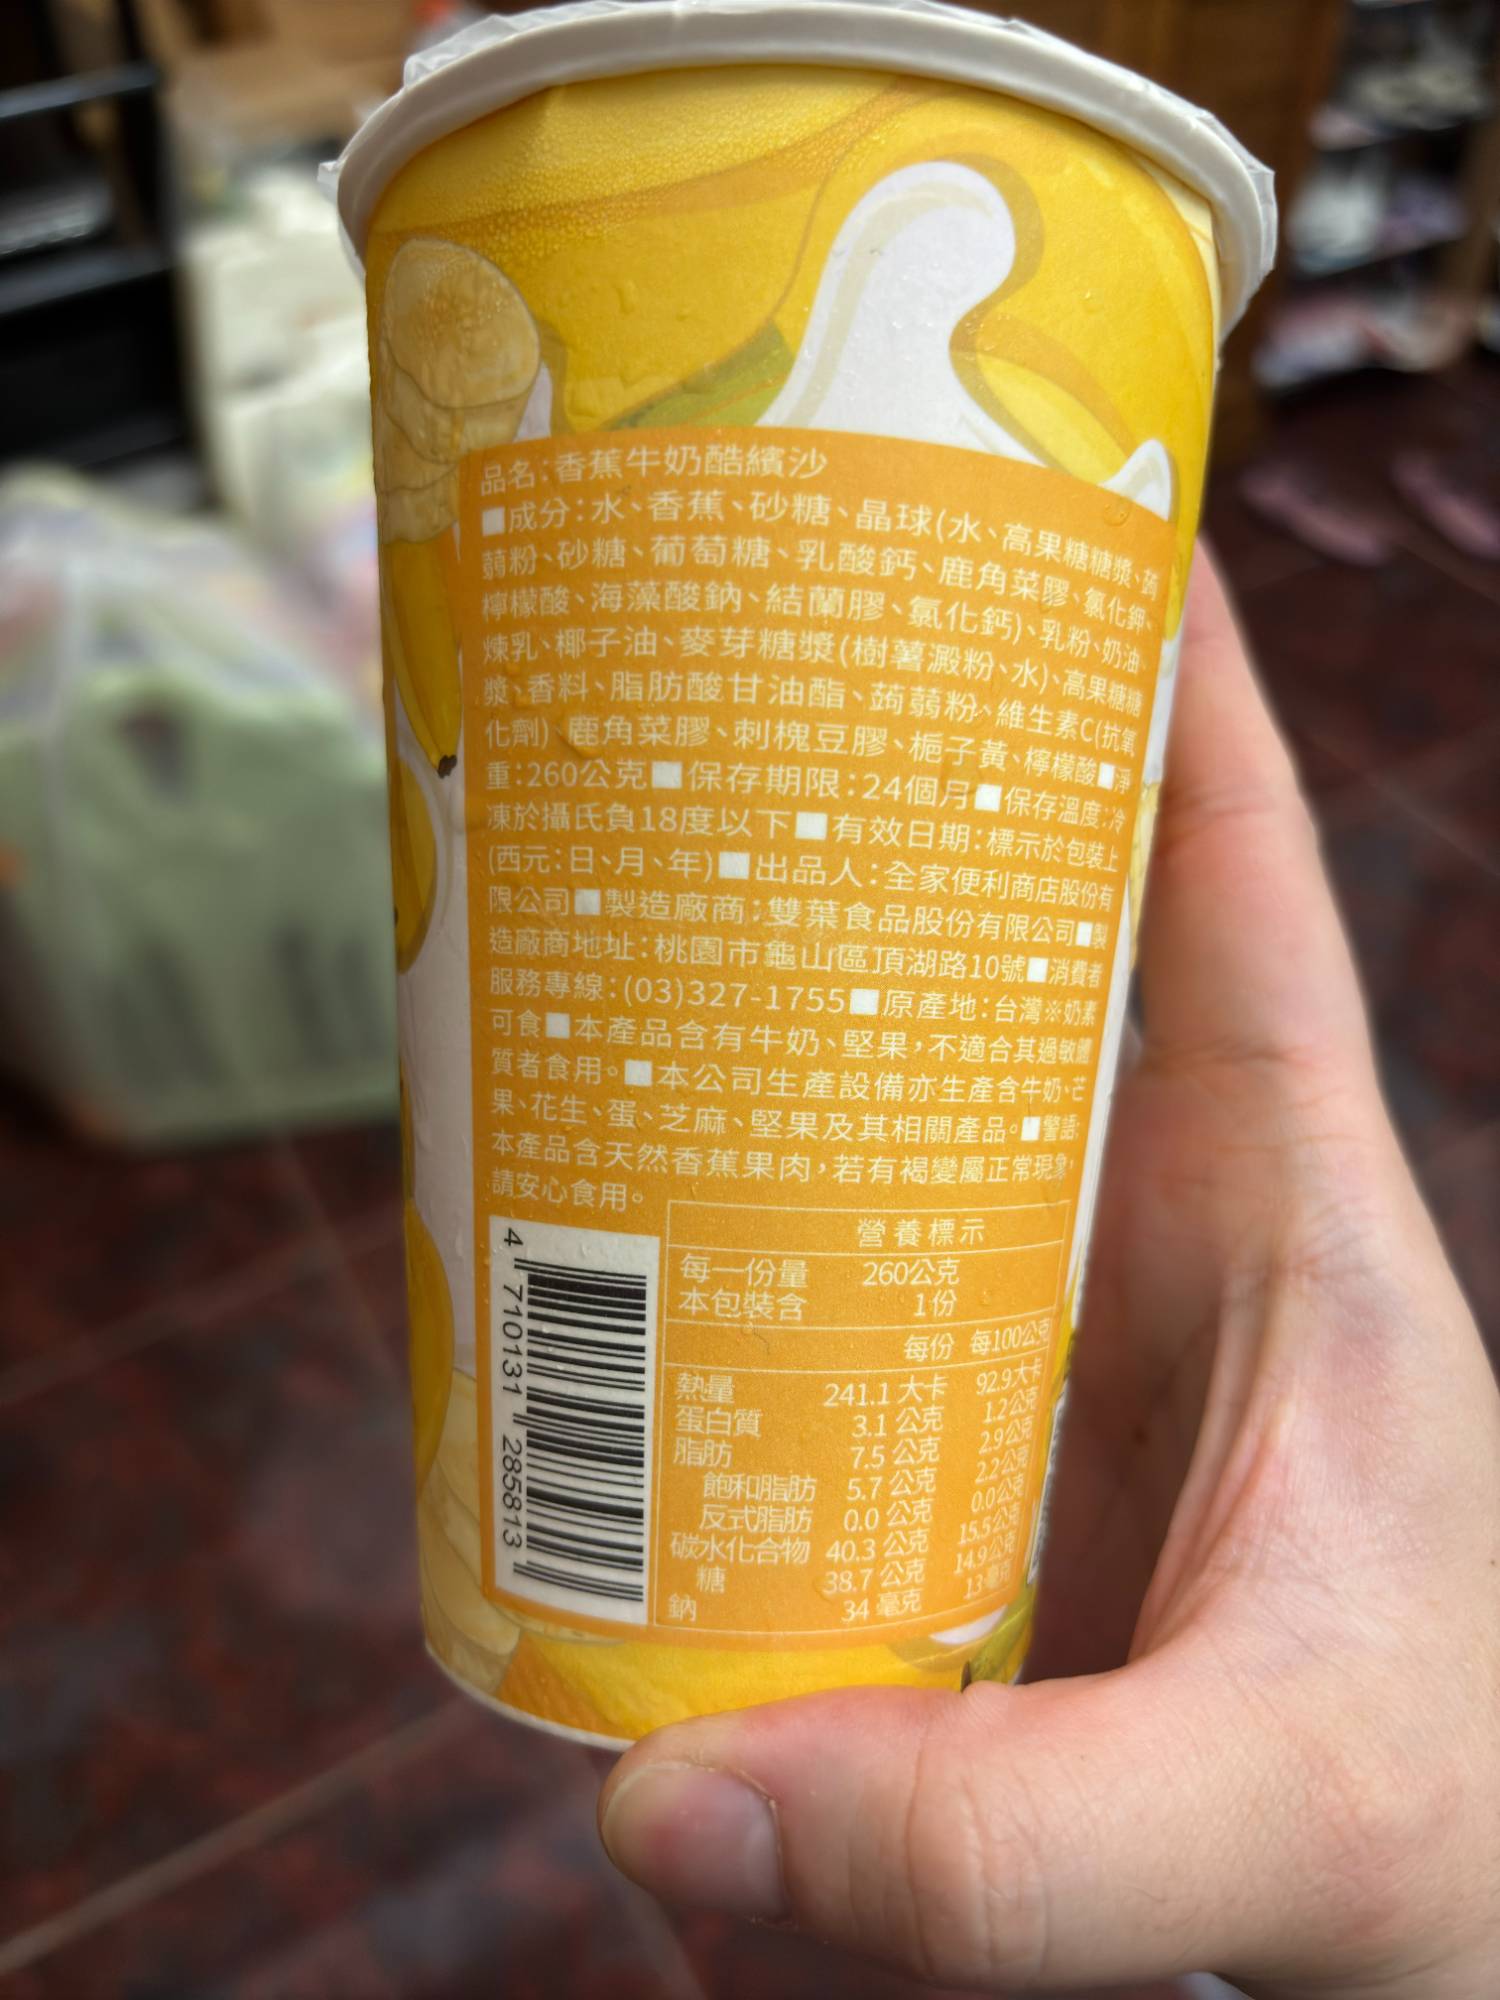 品名:香蕉牛奶酷繽沙
■成分:水、香蕉、砂糖、晶球(水、高果糖糖漿、蒟
蒻粉、砂糖、葡萄糖、乳酸鈣、鹿角菜膠、氯化鉀、
檸檬酸、海藻酸鈉、結蘭膠、氯化鈣)、乳粉、奶油、
煉乳、椰子油、麥芽糖漿(樹薯澱粉、水)、高果糖糖
漿、香料、脂肪酸甘油酯、蒟蒻粉、維生素C(抗氧
化劑)、鹿角菜膠、刺槐豆膠、梔子黃、檸檬酸■淨
重:260公克■保存期限:24個月■保存溫度:冷
凍於攝氏負18度以下■有效日期:標示於包裝上
(西元:日、月、年)■出品人:全家便利商店股份有
限公司■製造廠商:雙葉食品股份有限公司■製
造廠商地址:桃園市龜山區頂湖路10號■消費者
服務專線:(03)327-1755■原產地:台灣※奶素
可食■本產品含有牛奶、堅果,不適合其過敏體
質者食用。■本公司生產設備亦生產含牛奶、芒
果、花生、蛋、芝麻、堅果及其相關產品。■警語:
本產品含天然香蕉果肉,若有褐變屬正常現象,
請安心食用。
4 710131 285813
營養標示
每一份量 260公克
本包裝含 1份
每份 每100公克
熱量 241.1 大卡 92.9大卡
蛋白質 3.1 公克 1.2公克
脂肪 7.5 公克 2.9公克
飽和脂肪 5.7 公克 2.2公克
反式脂肪 0.0 公克 0.0公克
碳水化合物 40.3 公克 15.5公克
糖 38.7 公克 14.9公克
鈉 34 毫克 13毫克